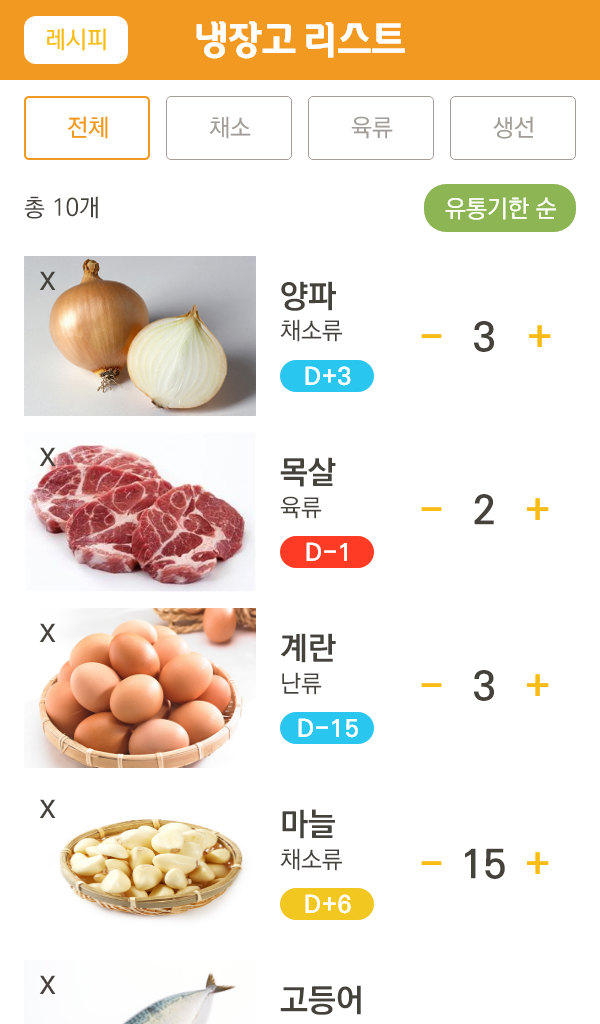 레시피
냉장고 리스트
전체 채소 육류 생선
총 10개
유통기한 순
X
양파
채소류
D+3
− 3 +
X
목살
육류
D−1
− 2 +
X
계란
난류
D−15
− 3 +
X
마늘
채소류
D+6
− 15 +
X
고등어